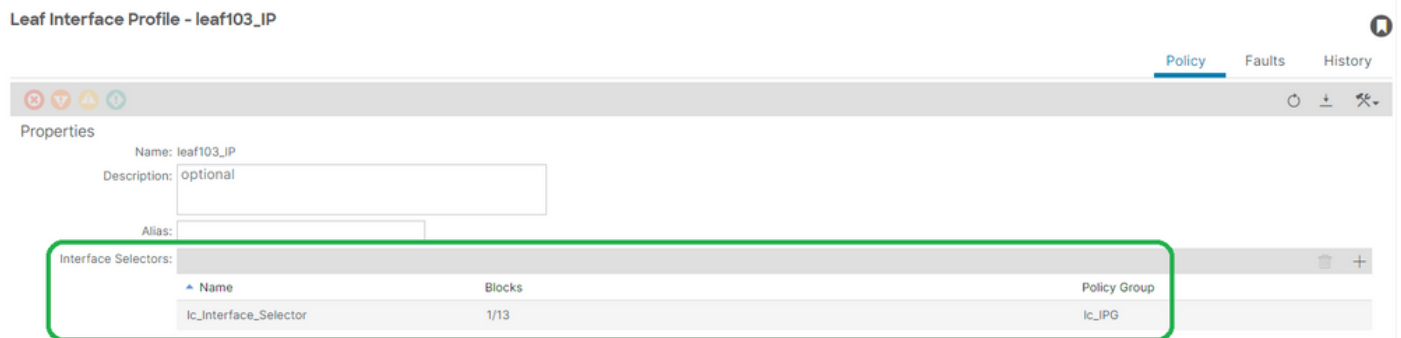 Leaf Interface Profile - leaf103_IP
Policy Faults History
Properties
Name: leaf103_IP
Description: optional
Alias:
Interface Selectors:
Name Blocks Policy Group
lc_Interface_Selector 1/13 lc_IPG